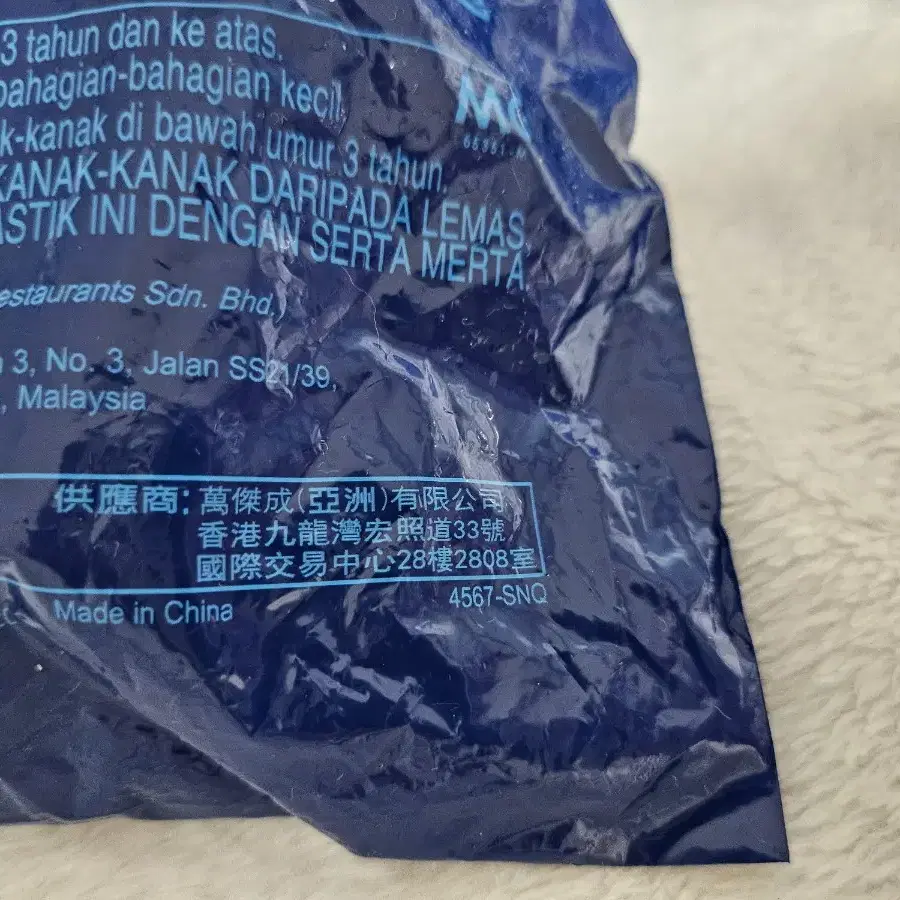 3 tahun dan ke atas.
bahagian-bahagian kecil
k-kanak di bawah umur 3 tahun.
KANAK-KANAK DARIPADA LEMAS
ASTIK INI DENGAN SERTA MERTA.
estaurants Sdn. Bhd.)
3, No. 3, Jalan SS21/39,
, Malaysia
供應商: 萬傑成(亞洲)有限公司
香港九龍灣宏照道33號
國際交易中心28樓2808室
Made in China
4567-SNQ